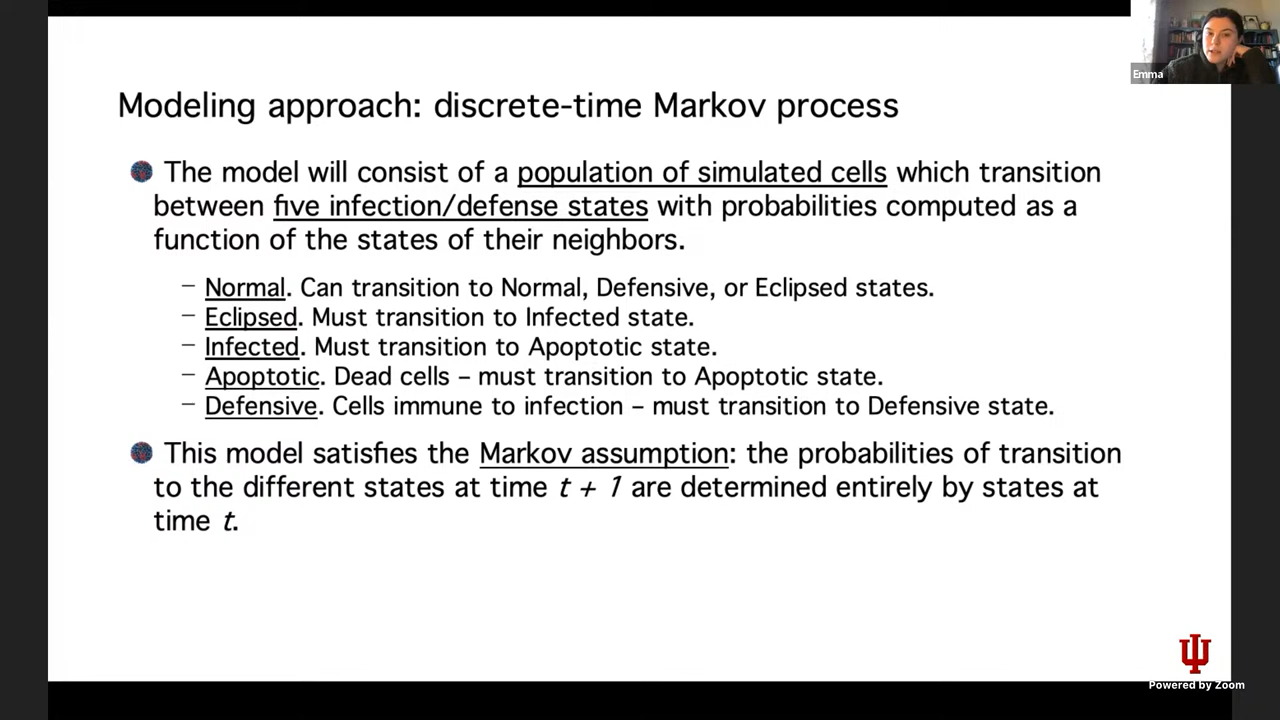 Emma
Modeling approach: discrete-time Markov process
The model will consist of a population of simulated cells which transition
between five infection/defense states with probabilities computed as a
function of the states of their neighbors.
– Normal. Can transition to Normal, Defensive, or Eclipsed states.
– Eclipsed. Must transition to Infected state.
– Infected. Must transition to Apoptotic state.
– Apoptotic. Dead cells – must transition to Apoptotic state.
– Defensive. Cells immune to infection – must transition to Defensive state.
This model satisfies the Markov assumption: the probabilities of transition
to the different states at time t + 1 are determined entirely by states at
time t.
Powered by Zoom